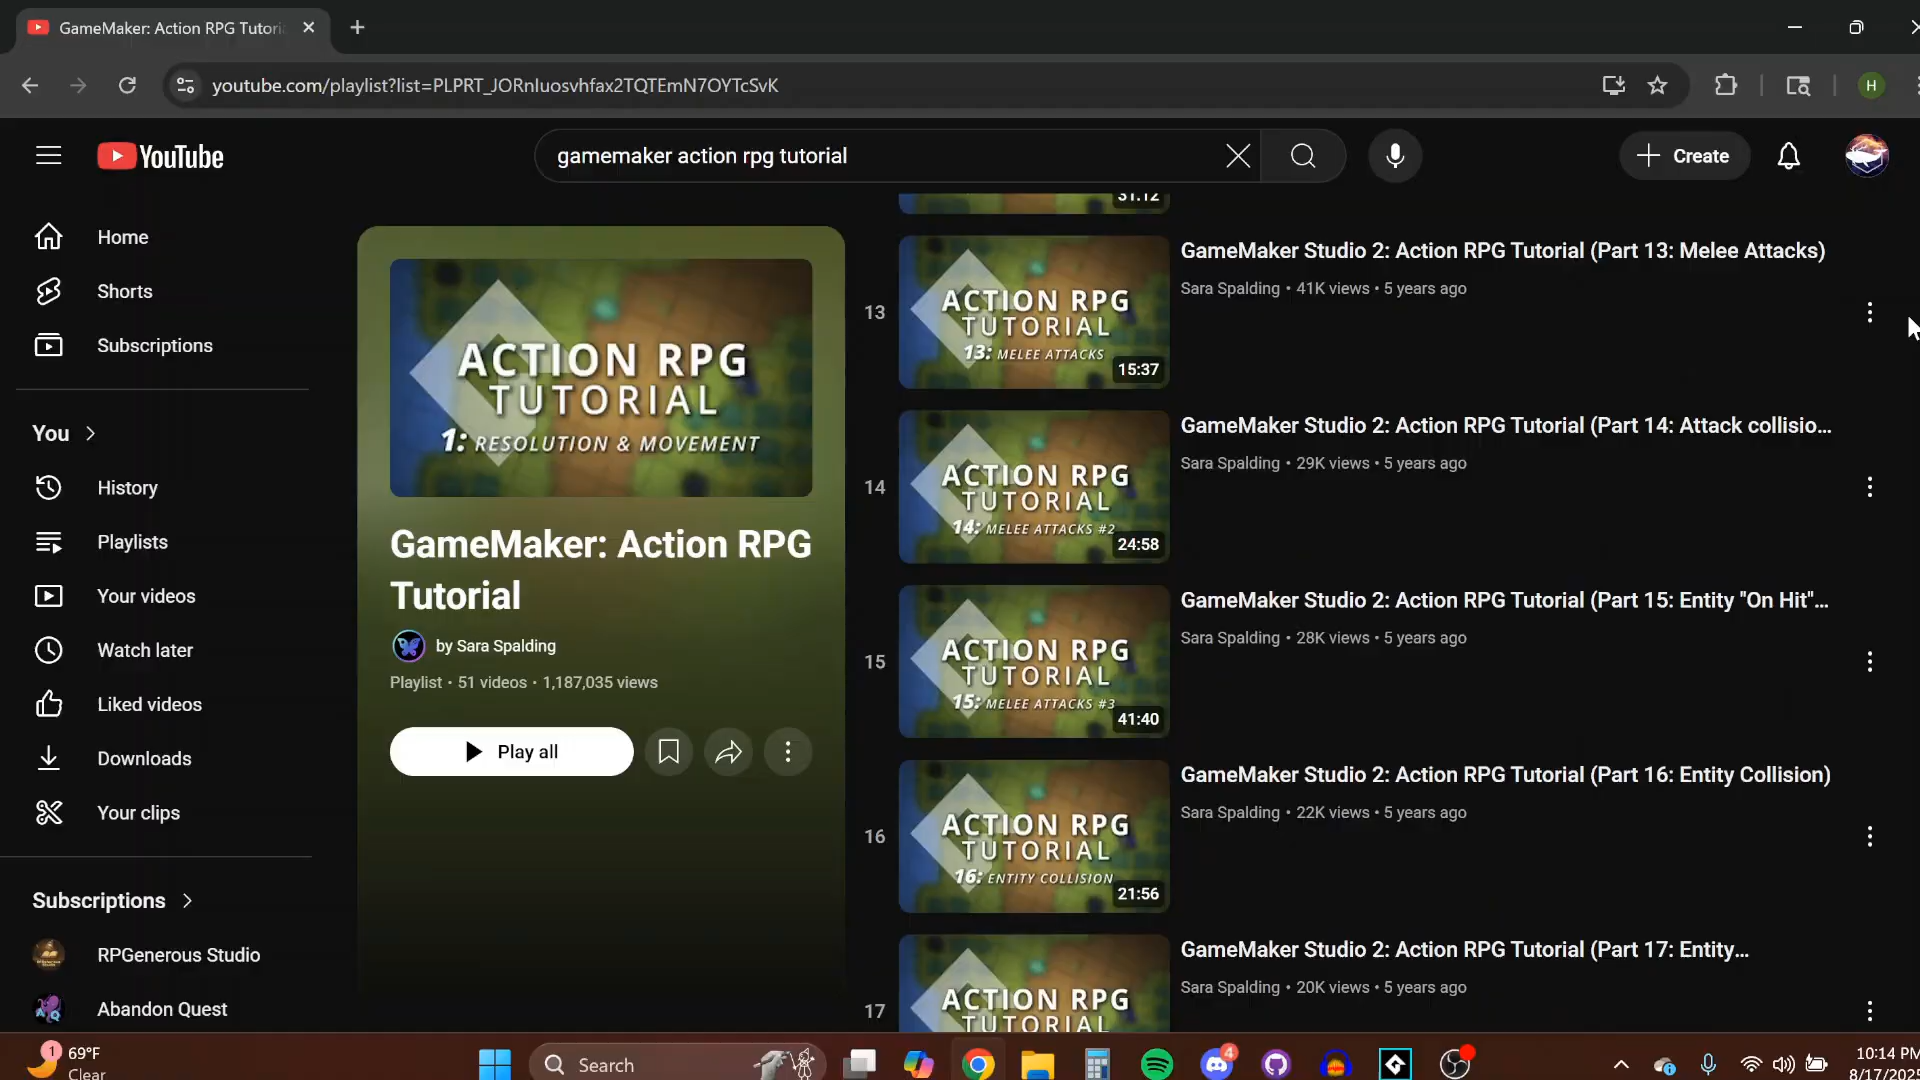 GameMaker: Action RPG Tutori
youtube.com/playlist?list=PLPRT_JORnIuosvhfax2TQTEmN7OYTcSvK
H
YouTube
gamemaker action rpg tutorial
Create
Home
Shorts
Subscriptions
You
History
Playlists
Your videos
Watch later
Liked videos
Downloads
Your clips
Subscriptions
RPGenerous Studio
Abandon Quest
ACTION RPG
TUTORIAL
1: RESOLUTION & MOVEMENT
GameMaker: Action RPG
Tutorial
by Sara Spalding
Playlist • 51 videos • 1,187,035 views
Play all
31:12
13
ACTION RPG
TUTORIAL
13: MELEE ATTACKS
15:37
GameMaker Studio 2: Action RPG Tutorial (Part 13: Melee Attacks)
Sara Spalding • 41K views • 5 years ago
14
ACTION RPG
TUTORIAL
14: MELEE ATTACKS #2
24:58
GameMaker Studio 2: Action RPG Tutorial (Part 14: Attack collisio...
Sara Spalding • 29K views • 5 years ago
15
ACTION RPG
TUTORIAL
15: MELEE ATTACKS #3
41:40
GameMaker Studio 2: Action RPG Tutorial (Part 15: Entity "On Hit"...
Sara Spalding • 28K views • 5 years ago
16
ACTION RPG
TUTORIAL
16: ENTITY COLLISION
21:56
GameMaker Studio 2: Action RPG Tutorial (Part 16: Entity Collision)
Sara Spalding • 22K views • 5 years ago
17
ACTION RPG
TUTORIAL
GameMaker Studio 2: Action RPG Tutorial (Part 17: Entity...
Sara Spalding • 20K views • 5 years ago
1
69°F
Clear
Search
4
10:14 PM
8/17/202